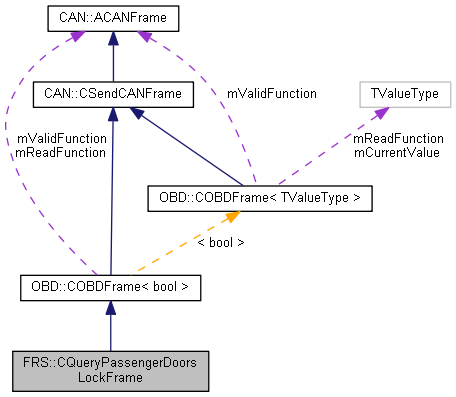 CAN::ACANFrame
CAN::CSendCANFrame
mValidFunction
TValueType
mValidFunction
mReadFunction
mReadFunction
mCurrentValue
OBD::COBDFrame< TValueType >
< bool >
OBD::COBDFrame< bool >
FRS::CQueryPassengerDoors
LockFrame